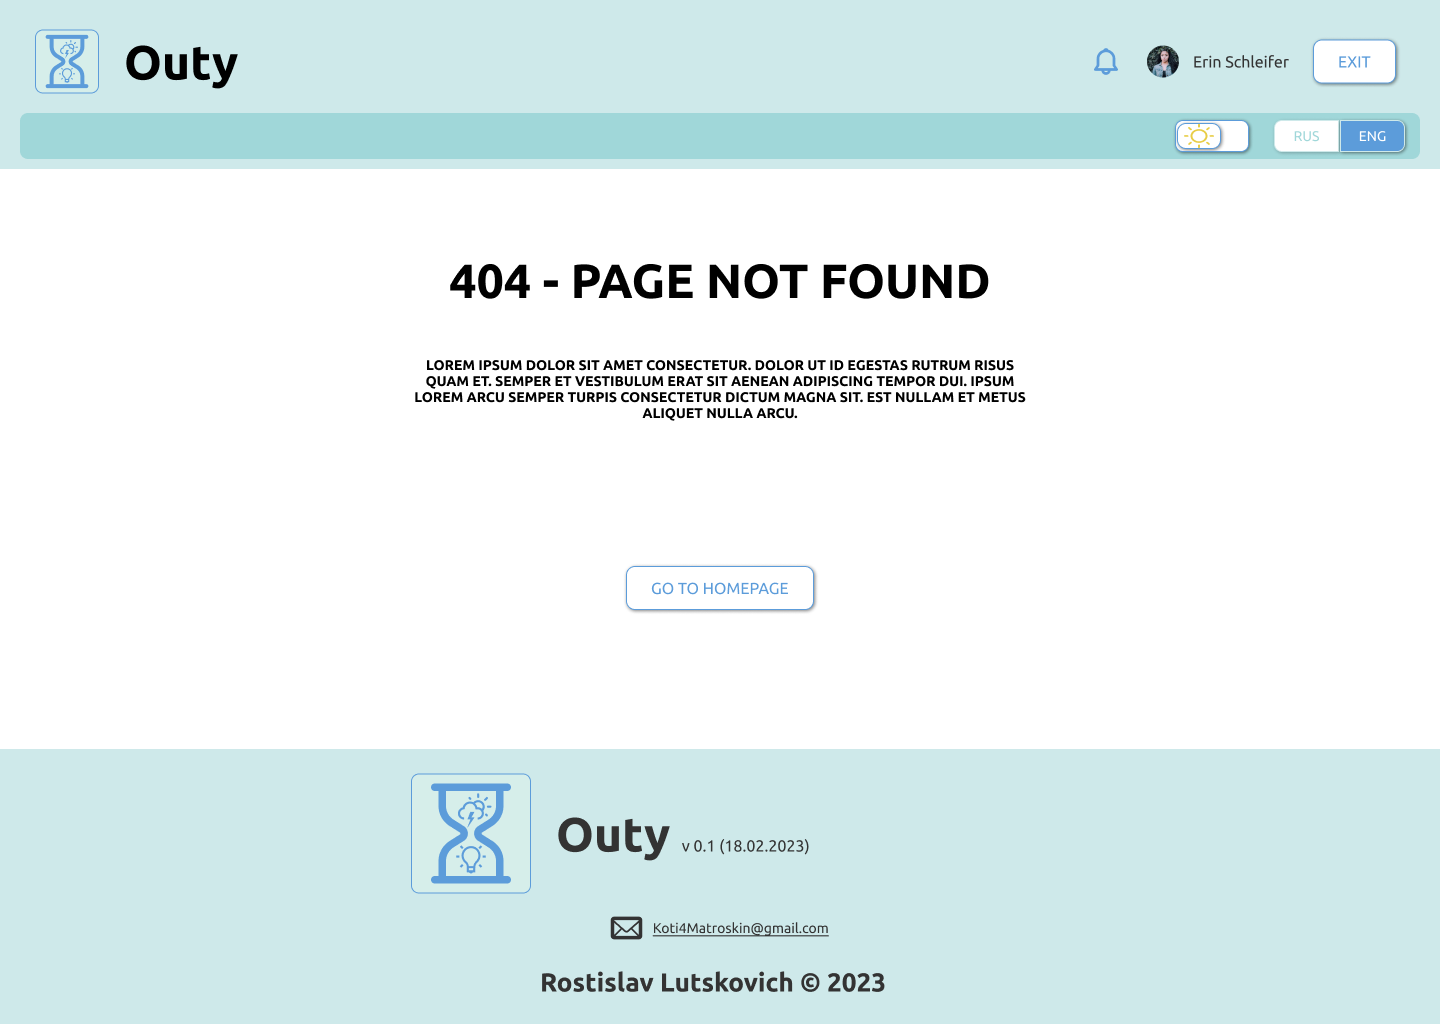 Outy
Erin Schleifer
EXIT
RUS
ENG
404 - PAGE NOT FOUND
LOREM IPSUM DOLOR SIT AMET CONSECTETUR. DOLOR UT ID EGESTAS RUTRUM RISUS
QUAM ET. SEMPER ET VESTIBULUM ERAT SIT AENEAN ADIPISCING TEMPOR DUI. IPSUM
LOREM ARCU SEMPER TURPIS CONSECTETUR DICTUM MAGNA SIT. EST NULLAM ET METUS
ALIQUET NULLA ARCU.
GO TO HOMEPAGE
Outy v 0.1 (18.02.2023)
Koti4Matroskin@gmail.com
Rostislav Lutskovich © 2023